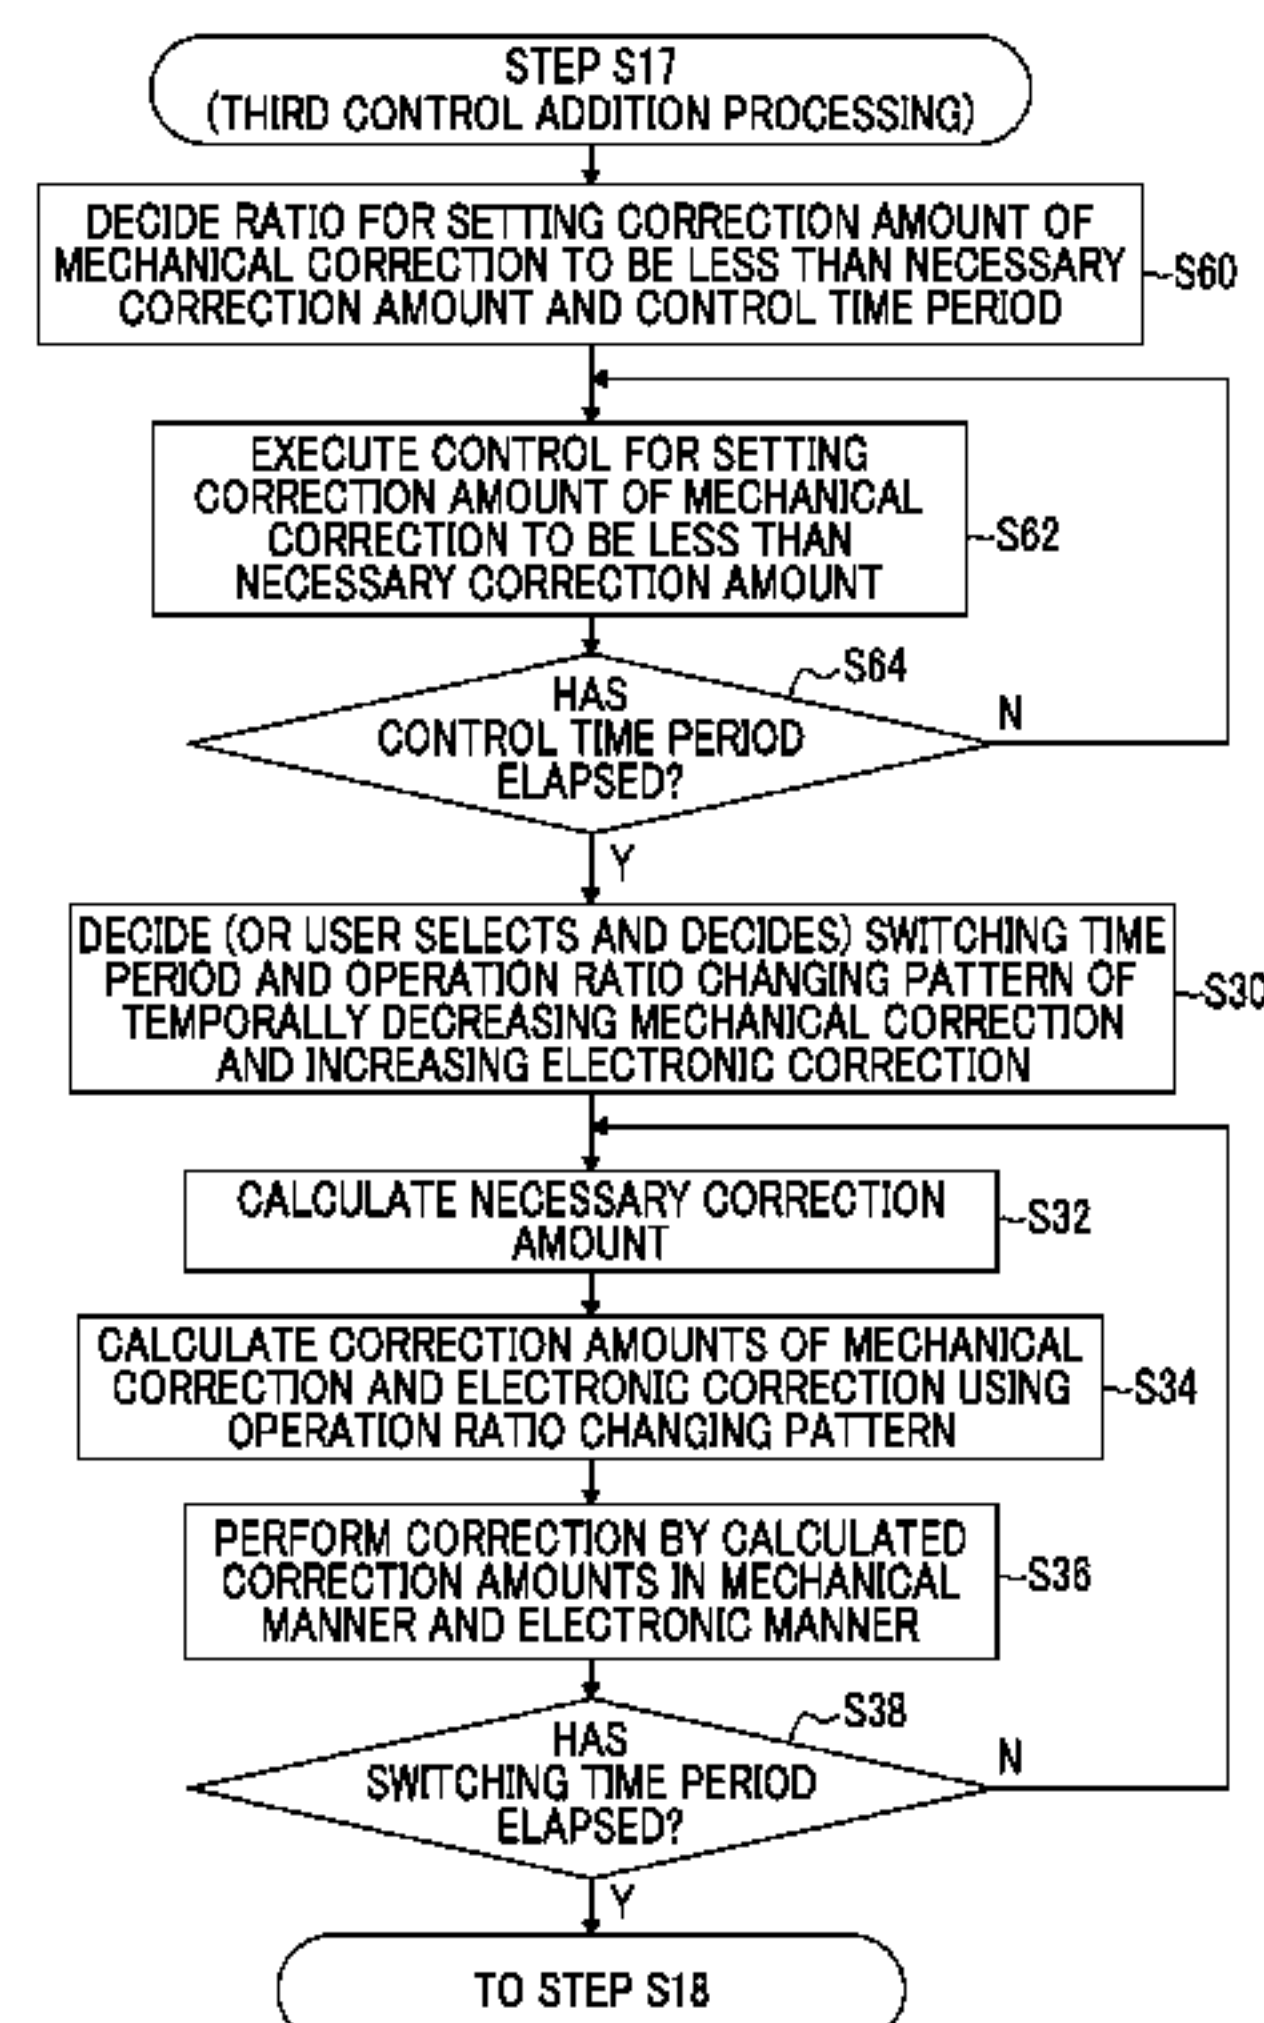 STEP S17
(THIRD CONTROL ADDITION PROCESSING)
DECIDE RATIO FOR SETTING CORRECTION AMOUNT OF
MECHANICAL CORRECTION TO BE LESS THAN NECESSARY
CORRECTION AMOUNT AND CONTROL TIME PERIOD
S60
EXECUTE CONTROL FOR SETTING
CORRECTION AMOUNT OF MECHANICAL
CORRECTION TO BE LESS THAN
NECESSARY CORRECTION AMOUNT
S62
S64
HAS
CONTROL TIME PERIOD
ELAPSED?
N
Y
DECIDE (OR USER SELECTS AND DECIDES) SWITCHING TIME
PERIOD AND OPERATION RATIO CHANGING PATTERN OF
TEMPORALLY DECREASING MECHANICAL CORRECTION
AND INCREASING ELECTRONIC CORRECTION
S30
CALCULATE NECESSARY CORRECTION
AMOUNT
S32
CALCULATE CORRECTION AMOUNTS OF MECHANICAL
CORRECTION AND ELECTRONIC CORRECTION USING
OPERATION RATIO CHANGING PATTERN
S34
PERFORM CORRECTION BY CALCULATED
CORRECTION AMOUNTS IN MECHANICAL
MANNER AND ELECTRONIC MANNER
S36
S38
HAS
SWITCHING TIME PERIOD
ELAPSED?
N
Y
TO STEP S18